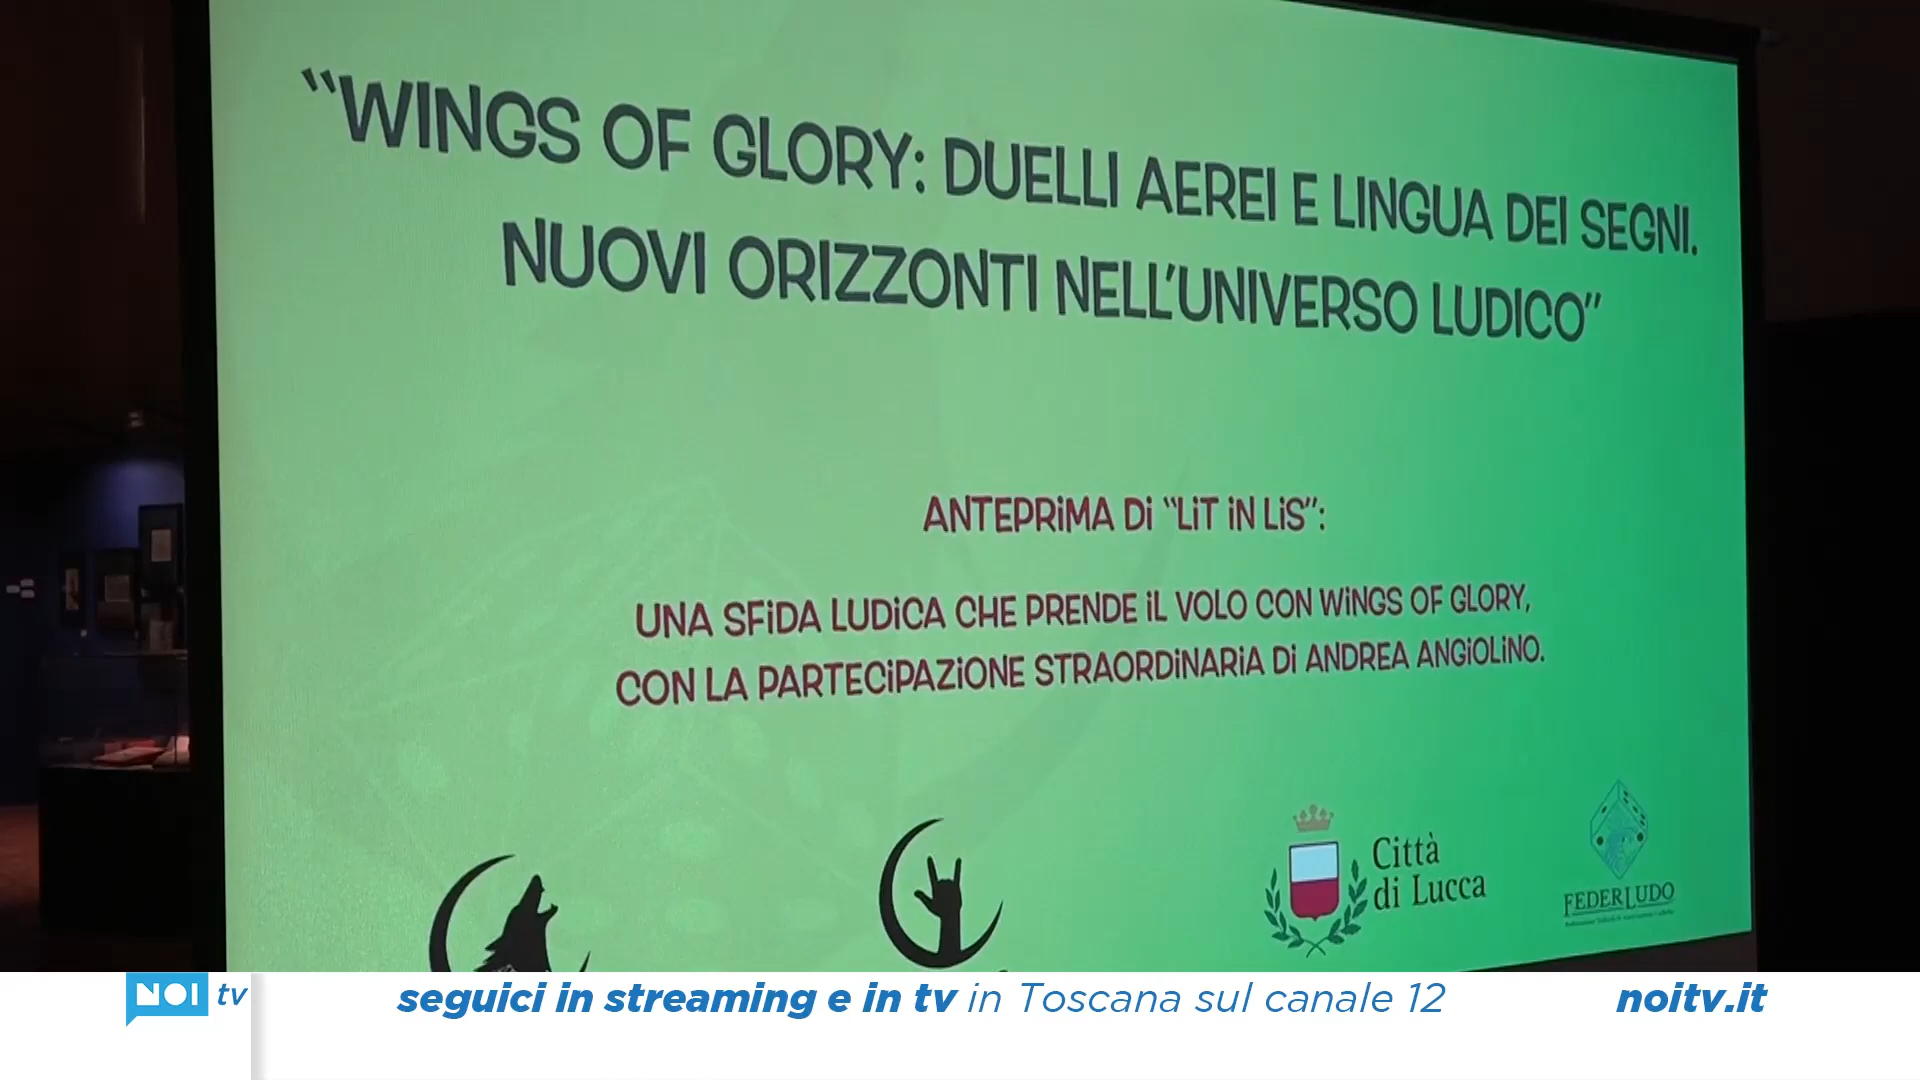 “WINGS OF GLORY: DUELLI AEREI E LINGUA DEI SEGNI.
NUOVI ORIZZONTI NELL’UNIVERSO LUDICO”
ANTEPRiMA Di “LiT iN LiS”:
UNA SFiDA LUDiCA CHE PRENDE iL VOLO CON WiNGS OF GLORY,
CON LA PARTECiPAZiONE STRAORDiNARiA Di ANDREA ANGiOLiNO.
Città
di Lucca
FEDERLUDO
NOI tv
seguici in streaming e in tv in Toscana sul canale 12
noitv.it